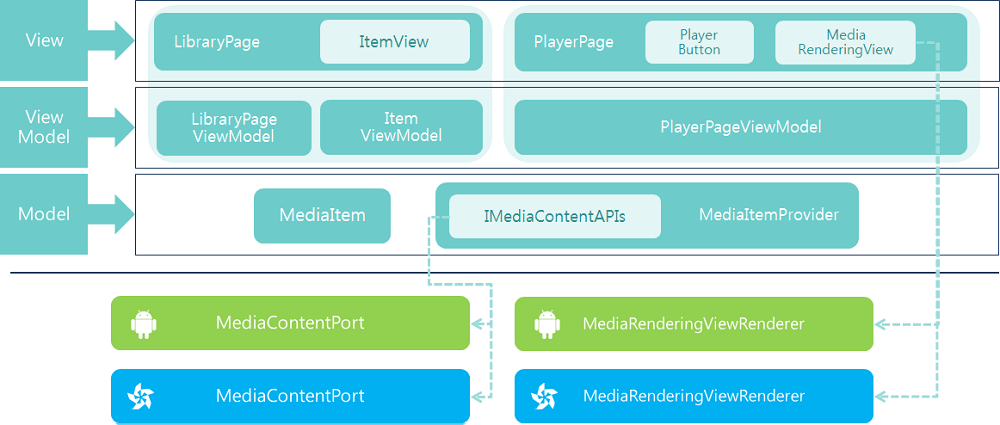 View
LibraryPage
ItemView
PlayerPage
Player
Button
Media
RenderingView
View
Model
LibraryPage
ViewModel
Item
ViewModel
PlayerPageViewModel
Model
MediaItem
IMediaContentAPIs
MediaItemProvider
MediaContentPort
MediaRenderingViewRenderer
MediaContentPort
MediaRenderingViewRenderer